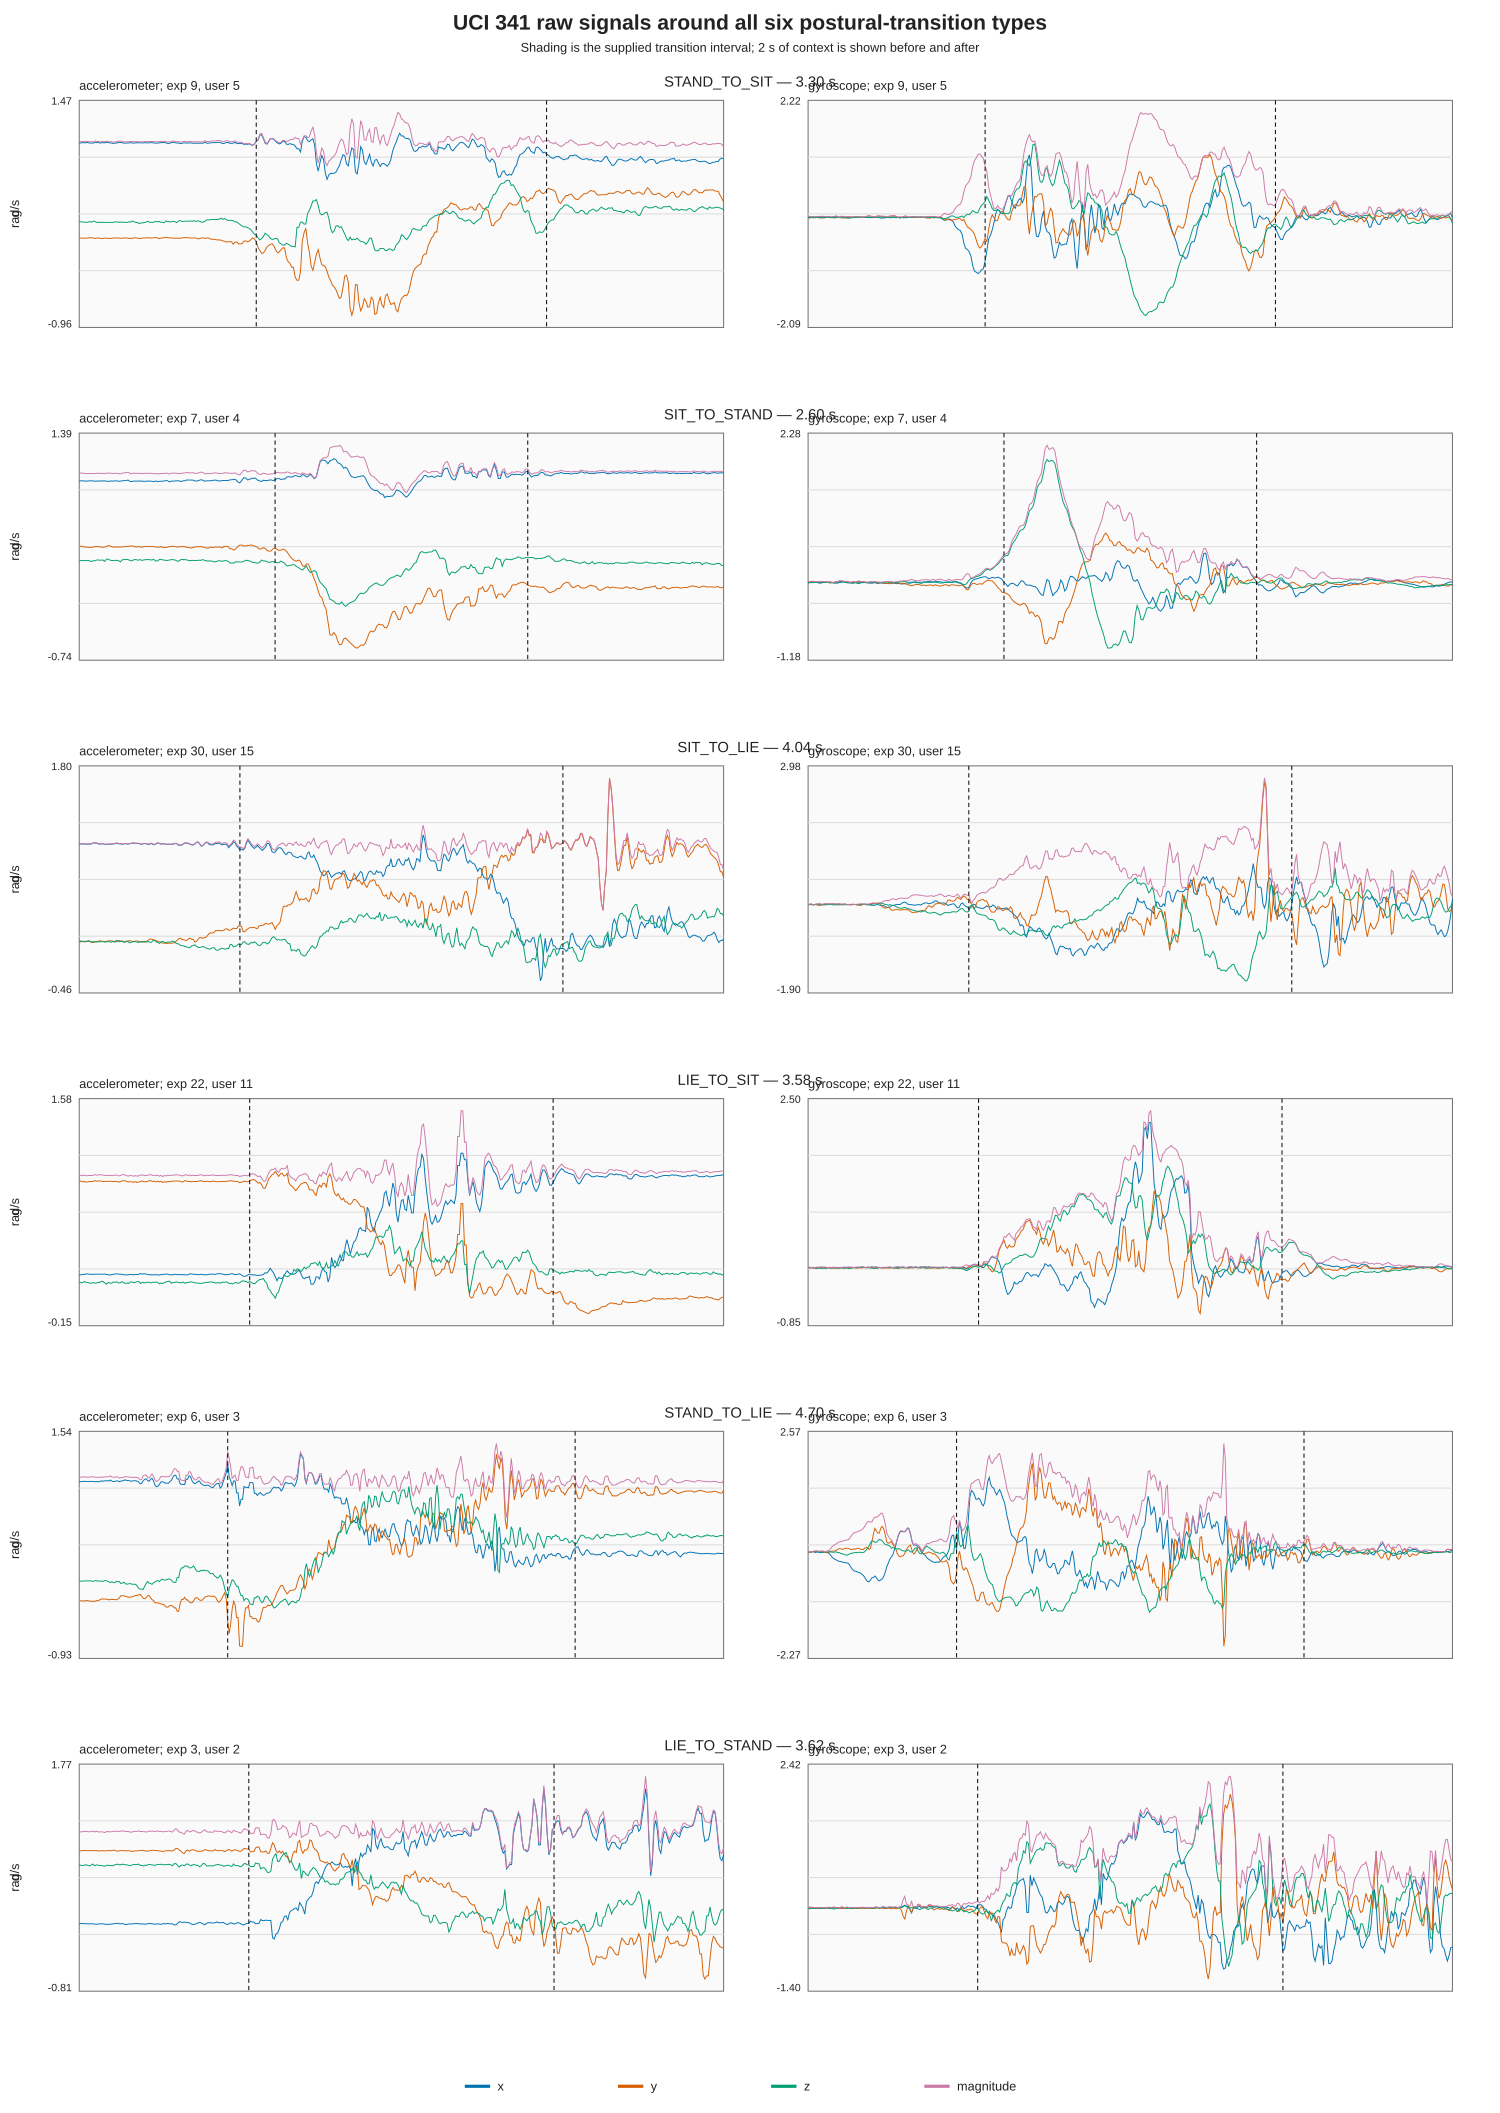 UCI 341 raw signals around all six postural-transition types
Shading is the supplied transition interval; 2 s of context is shown before and after
STAND_TO_SIT — 3.30 s
accelerometer; exp 9, user 5
gyroscope; exp 9, user 5
1.47
-0.96
rad/s
2.22
-2.09
SIT_TO_STAND — 2.60 s
accelerometer; exp 7, user 4
gyroscope; exp 7, user 4
1.39
-0.74
rad/s
2.28
-1.18
SIT_TO_LIE — 4.04 s
accelerometer; exp 30, user 15
gyroscope; exp 30, user 15
1.80
-0.46
rad/s
2.98
-1.90
LIE_TO_SIT — 3.58 s
accelerometer; exp 22, user 11
gyroscope; exp 22, user 11
1.58
-0.15
rad/s
2.50
-0.85
STAND_TO_LIE — 4.70 s
accelerometer; exp 6, user 3
gyroscope; exp 6, user 3
1.54
-0.93
rad/s
2.57
-2.27
LIE_TO_STAND — 3.62 s
accelerometer; exp 3, user 2
gyroscope; exp 3, user 2
1.77
-0.81
rad/s
2.42
-1.40
x
y
z
magnitude